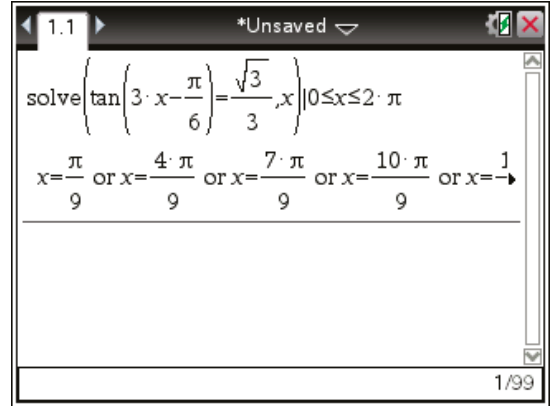 1.1 *Unsaved
solve(tan(3·x-π/6)=√3/3,x)|0≤x≤2·π
x=π/9 or x=4·π/9 or x=7·π/9 or x=10·π/9 or x=1
1/99